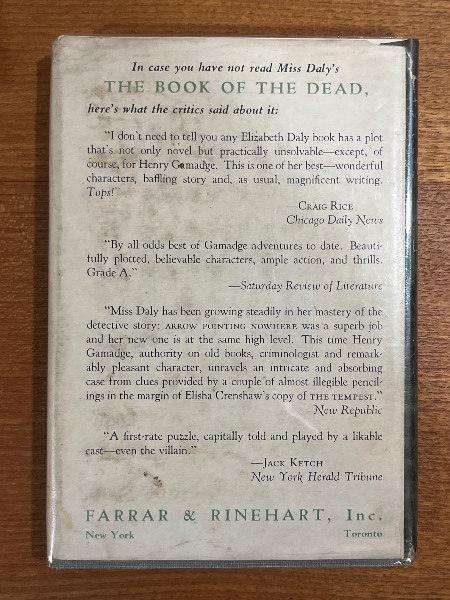 In case you have not read Miss Daly's
THE BOOK OF THE DEAD,
here's what the critics said about it:
"I don't need to tell you any Elizabeth Daly book has a plot
that's not only novel but practically unsolvable—except, of
course, for Henry Gamadge. This is one of her best—wonderful
characters, baffling story and, as usual, magnificent writing.
Tops!"
—CRAIG RICE
Chicago Daily News
"By all odds best of Gamadge adventures to date. Beauti-
fully plotted, believable characters, ample action, and thrills.
Grade A."
—Saturday Review of Literature
"Miss Daly has been growing steadily in her mastery of the
detective story: ARROW POINTING NOWHERE was a superb job
and her new one is at the same high level. This time Henry
Gamadge, authority on old books, criminologist and remark-
ably pleasant character, unravels an intricate and absorbing
case from clues provided by a couple of almost illegible pencil-
ings in the margin of Elisha Crenshaw's copy of THE TEMPEST."
—New Republic
"A first-rate puzzle, capitally told and played by a likable
cast—even the villain."
—JACK KETCH
New York Herald Tribune
FARRAR & RINEHART, Inc.
New York Toronto